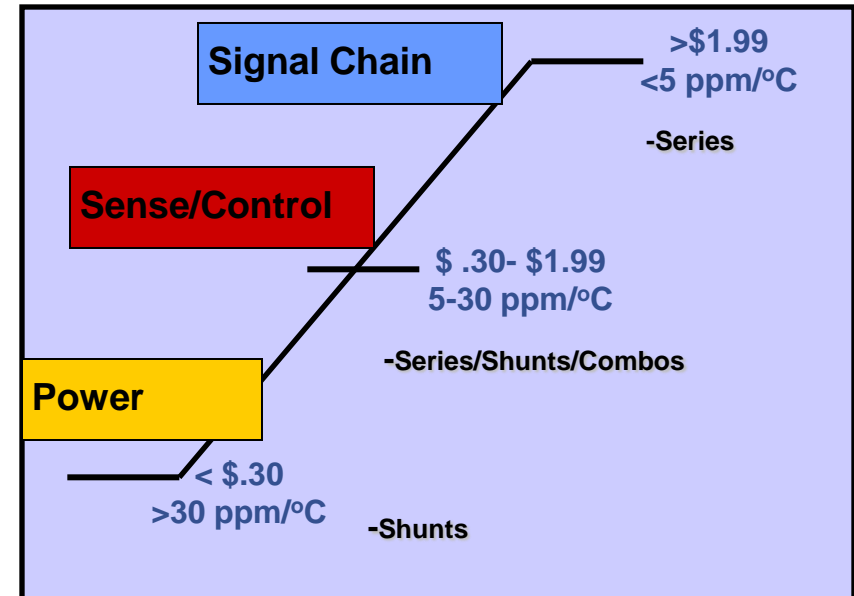 Signal Chain
>$1.99
<5 ppm/°C
-Series
Sense/Control
$ .30- $1.99
5-30 ppm/°C
-Series/Shunts/Combos
Power
< $.30
>30 ppm/°C
-Shunts